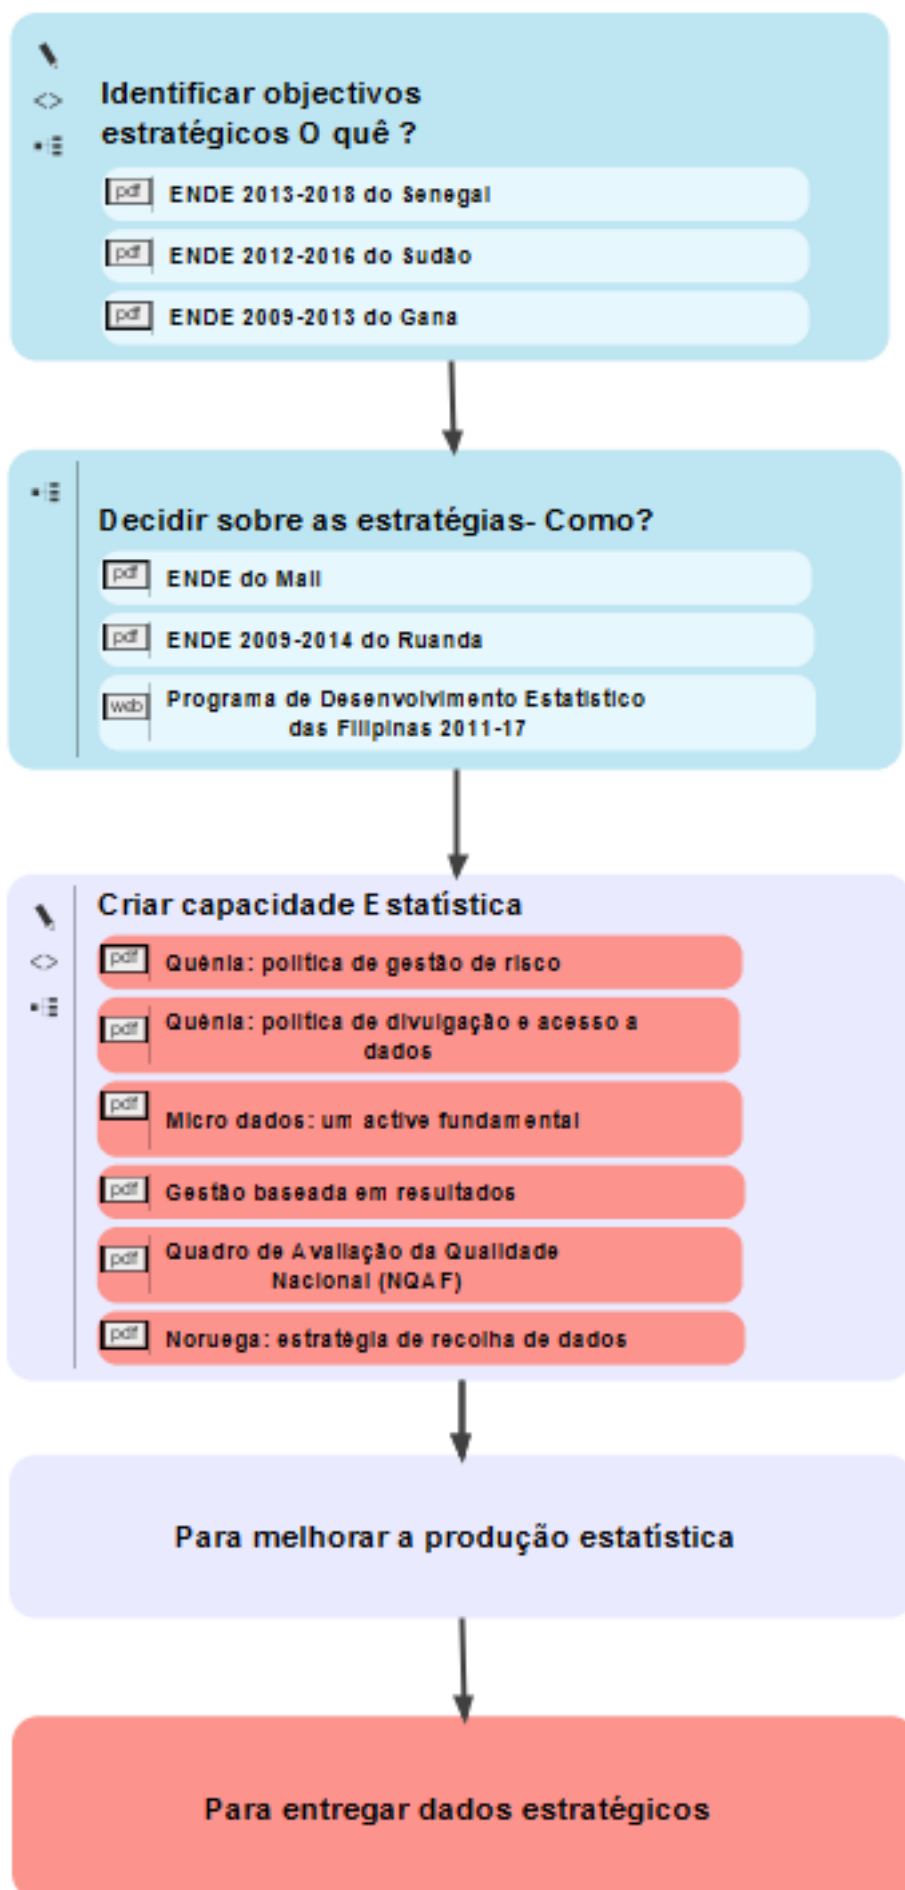 Identificar objectivos
estratégicos O quê ?
pdf ENDE 2013-2018 do Senegal
pdf ENDE 2012-2016 do Sudão
pdf ENDE 2009-2013 do Gana
Decidir sobre as estratégias- Como?
pdf ENDE do Mali
pdf ENDE 2009-2014 do Ruanda
web Programa de Desenvolvimento Estatístico
das Filipinas 2011-17
Criar capacidade Estatística
pdf Quênia: política de gestão de risco
pdf Quênia: política de divulgação e acesso a
dados
pdf Micro dados: um active fundamental
pdf Gestão baseada em resultados
pdf Quadro de Avaliação da Qualidade
Nacional (NQAF)
pdf Noruega: estratégia de recolha de dados
Para melhorar a produção estatística
Para entregar dados estratégicos